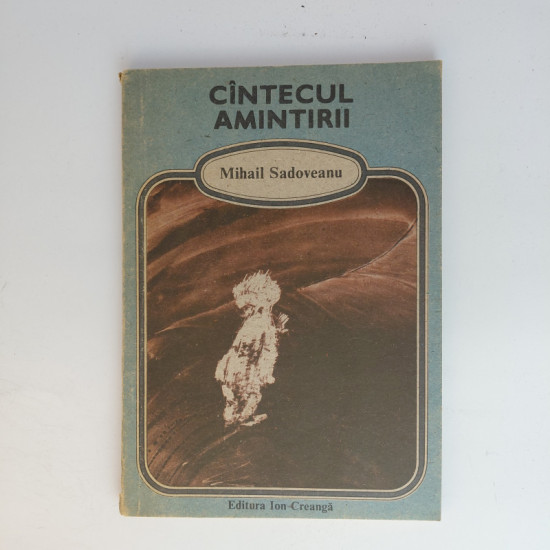 CÎNTECUL
AMINTIRII
Mihail Sadoveanu
Editura Ion Creangă